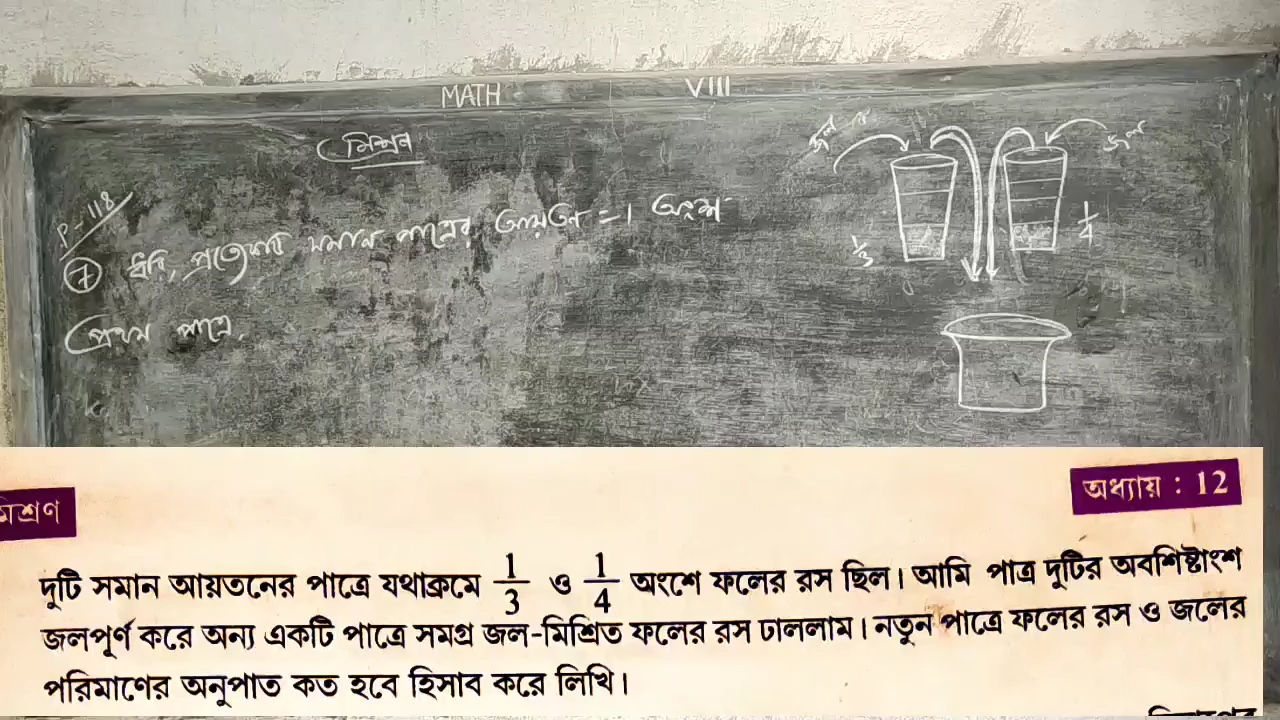 MATH VIII
মিশ্রন
P-118
জল জল
7 ধরি, প্রত্যেকটি সমান পাত্রের আয়তন = 1 অংশ
1/3 1/4
প্রথম পাত্রে,
মিশ্রণ
অধ্যায় : 12
দুটি সমান আয়তনের পাত্রে যথাক্রমে 1/3 ও 1/4 অংশে ফলের রস ছিল। আমি পাত্র দুটির অবশিষ্টাংশ
জলপূর্ণ করে অন্য একটি পাত্রে সমগ্র জল-মিশ্রিত ফলের রস ঢাললাম। নতুন পাত্রে ফলের রস ও জলের
পরিমাণের অনুপাত কত হবে হিসাব করে লিখি।